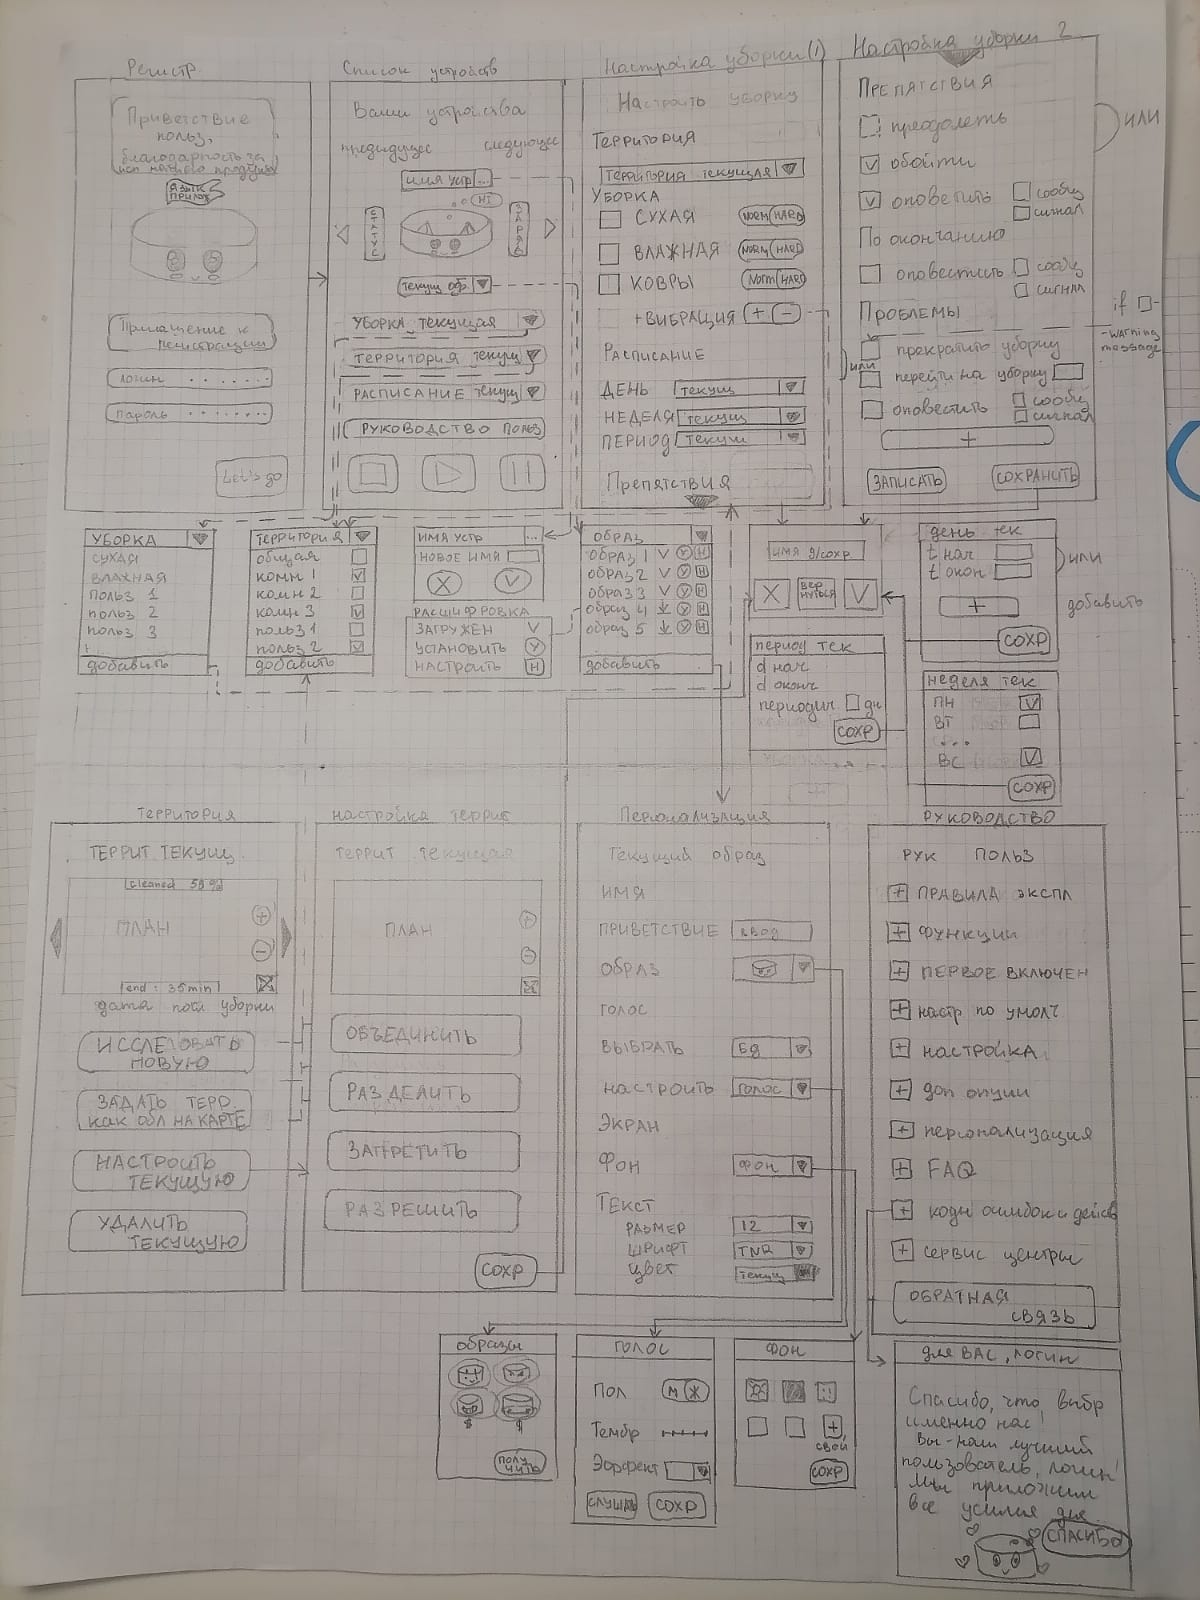 Регистр
Приветствие
польз,
благодарность за
исп нашего продукта
ЯЗЫК
ПРИЛОЖ
Приглашение к
регистрации
логин
пароль
Let's go
Список устройств
Ваши устройства
предидущее следующее
имя устр ...
HI
СТАТУС
ЗАРЯД
текущ обр.
УБОРКА текущая
ТЕРРИТОРИЯ текущ
РАСПИСАНИЕ текущ
РУКОВОДСТВО польз
Настройка уборки (1)
Настроить уборку
ТЕРРИТОРИЯ
ТЕРРИТОРИЯ текущая
УБОРКА
СУХАЯ NORM HARD
ВЛАЖНАЯ NORM HARD
КОВРЫ NORM HARD
+ВИБРАЦИЯ + -
РАСПИСАНИЕ
ДЕНЬ текущ
НЕДЕЛЯ текущ
ПЕРИОД текущ
Препятствия
Настройка уборки 2
ПРЕПЯТСТВИЯ
преодолеть
ИЛИ
обойти
оповестить сообщ
сигнал
По окончанию
оповестить сообщ
сигнал
if
Проблемы
-warning
message
прекратить уборку
или
перейти на уборку
оповестить сообщ
сигнал
+
ЗАПИСАТЬ СОХРАНИТЬ
УБОРКА
СУХАЯ
ВЛАЖНАЯ
польз 1
польз 2
польз 3
добавить
ТЕРРИТОРИЯ
общая
комн 1
комн 2
комн 3
польз 1
польз 2
добавить
ИМЯ УСТР ...
НОВОЕ ИМЯ
X V
РАСШИФРОВКА
ЗАГРУЖЕН V
УСТАНОВИТЬ У
НАСТРОИТЬ Н
ОБРАЗ
ОБРАЗ 1 V У Н
ОБРАЗ 2 V У Н
ОБРАЗ 3 V У Н
ОБРАЗ 4 У Н
ОБРАЗ 5 У Н
добавить
ИМЯ д/сохр
X ВЕРНУТЬСЯ V
период тек
d нач
d оконч
периодич дн
СОХР
день тек
t нач
t окон
ИЛИ
+
добавить
СОХР
неделя тек
ПН
ВТ
...
ВС
СОХР
ТЕРРИТОРИЯ
ТЕРРИТ ТЕКУЩ.
cleaned 58%
ПЛАН
end: 35min
дата посл уборки
ИССЛЕДОВАТЬ
НОВУЮ
ЗАДАТЬ ТЕРР.
как обл НА КАРТЕ
НАСТРОИТЬ
ТЕКУЩУЮ
УДАЛИТЬ
ТЕКУЩУЮ
настройка террит
ТЕРРИТ текущая
ПЛАН
ОБЪЕДИНИТЬ
РАЗДЕЛИТЬ
ЗАПРЕТИТЬ
РАЗРЕШИТЬ
СОХР
Персонализация
Текущий образ
ИМЯ
ПРИВЕТСТВИЕ ввод
ОБРАЗ
ГОЛОС
ВЫБРАТЬ БД
настроить голос
ЭКРАН
ФОН фон
ТЕКСТ
РАЗМЕР 12
ШРИФТ TNR
ЦВЕТ текущ
РУКОВОДСТВО
РУК ПОЛЬЗ
+ ПРАВИЛА ЭКСПЛ
+ ФУНКЦИИ
+ ПЕРВОЕ ВКЛЮЧЕН
+ настр по умолч
+ настройка
+ доп опции
+ персонализация
+ FAQ
+ коды ошибок и действ
+ сервис центры
ОБРАТНАЯ
СВЯЗЬ
образы
$ $
ПОЛУЧИТЬ
ГОЛОС
Пол М Ж
Тембр
Эффект
СЛУШАТЬ СОХР
ФОН
+
свой
СОХР
для ВАС, ЛОГИН
Спасибо, что выбр
именно нас!
Вы - наш лучший
пользователь, логин!
Мы приложим
все усилия для...
СПАСИБО